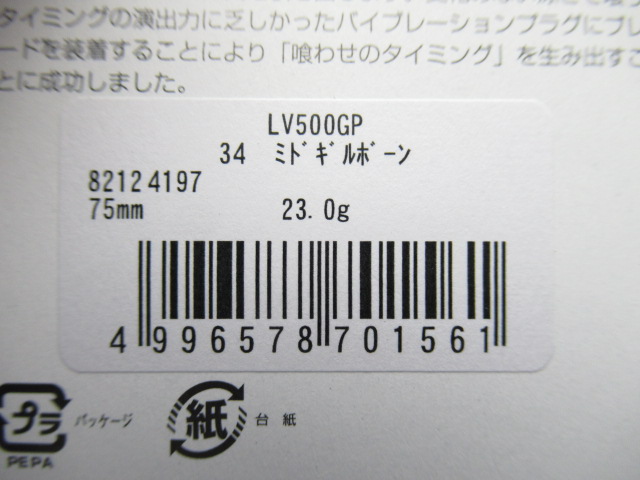 タイミングの演出力に乏しかったバイブレーションプラグにブレ
ードを装着することにより「喰わせのタイミング」を生み出すこ
とに成功しました。
LV500GP
34 ﾐﾄﾞｷﾞﾙﾎﾞｰﾝ
82124197
75mm 23.0g
4 996578 701561
プラ パッケージ
PEPA
紙 台紙